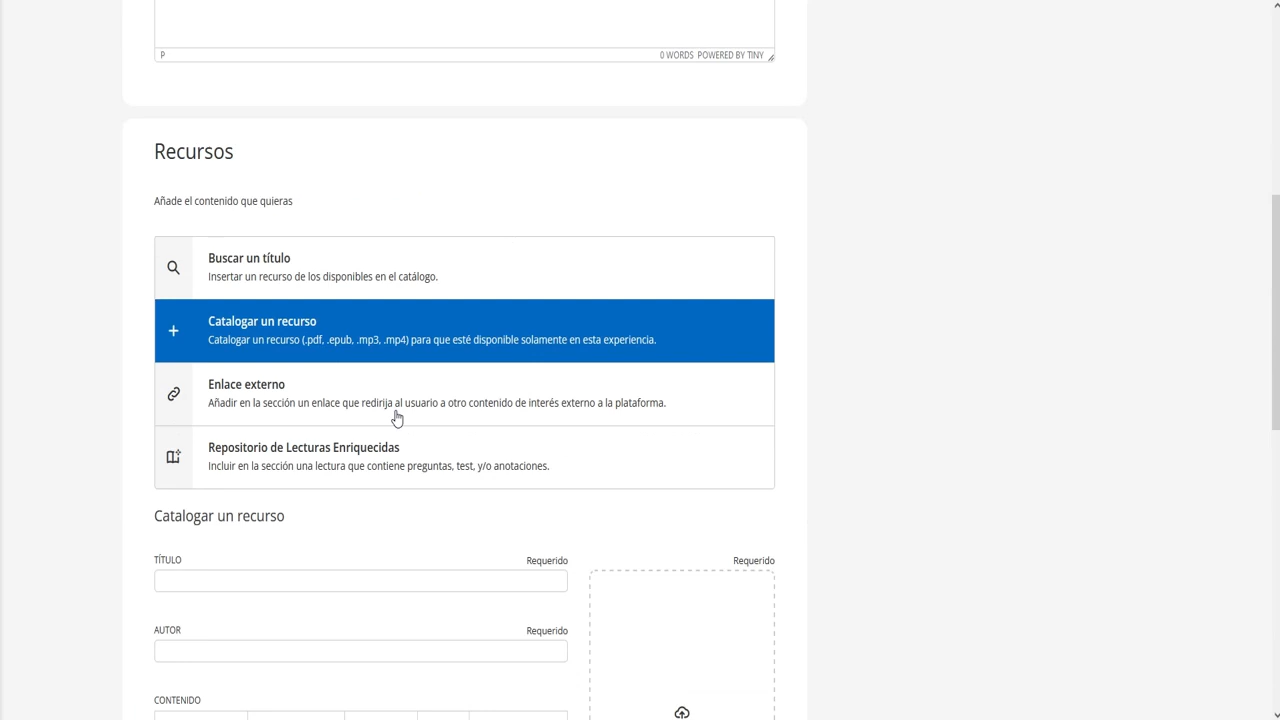 P
0 WORDS POWERED BY TINY
Recursos
Añade el contenido que quieras
Buscar un título
Insertar un recurso de los disponibles en el catálogo.
Catalogar un recurso
Catalogar un recurso (.pdf, .epub, .mp3, .mp4) para que esté disponible solamente en esta experiencia.
Enlace externo
Añadir en la sección un enlace que redirija al usuario a otro contenido de interés externo a la plataforma.
Repositorio de Lecturas Enriquecidas
Incluir en la sección una lectura que contiene preguntas, test, y/o anotaciones.
Catalogar un recurso
TÍTULO
Requerido
Requerido
AUTOR
Requerido
CONTENIDO